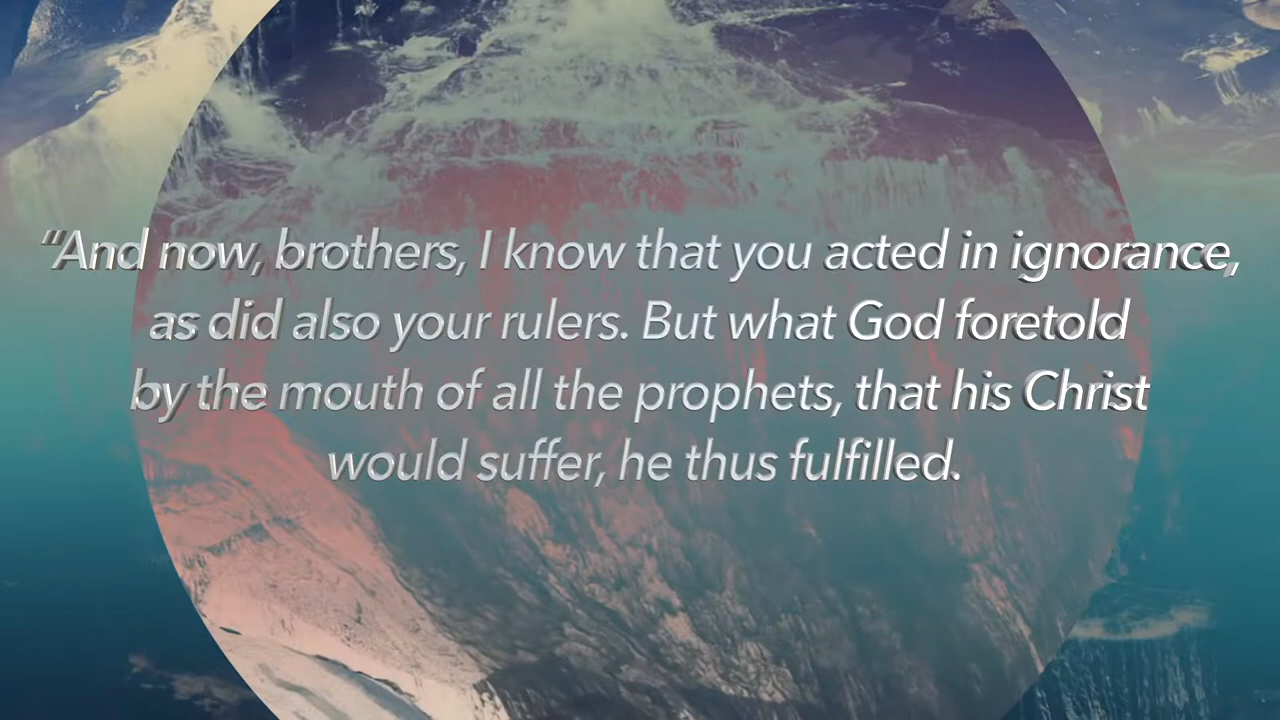 “And now, brothers, I know that you acted in ignorance,
as did also your rulers. But what God foretold
by the mouth of all the prophets, that his Christ
would suffer, he thus fulfilled.